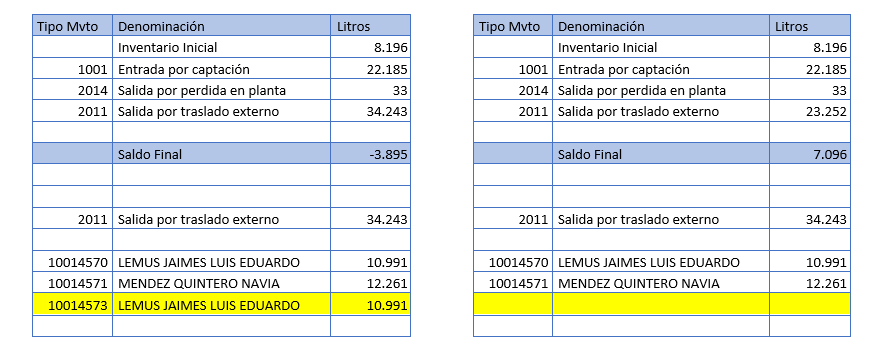 Tipo Mvto Denominación Litros
Inventario Inicial 8.196
1001 Entrada por captación 22.185
2014 Salida por perdida en planta 33
2011 Salida por traslado externo 34.243
Saldo Final -3.895
2011 Salida por traslado externo 34.243
10014570 LEMUS JAIMES LUIS EDUARDO 10.991
10014571 MENDEZ QUINTERO NAVIA 12.261
10014573 LEMUS JAIMES LUIS EDUARDO 10.991
Tipo Mvto Denominación Litros
Inventario Inicial 8.196
1001 Entrada por captación 22.185
2014 Salida por perdida en planta 33
2011 Salida por traslado externo 23.252
Saldo Final 7.096
2011 Salida por traslado externo 34.243
10014570 LEMUS JAIMES LUIS EDUARDO 10.991
10014571 MENDEZ QUINTERO NAVIA 12.261